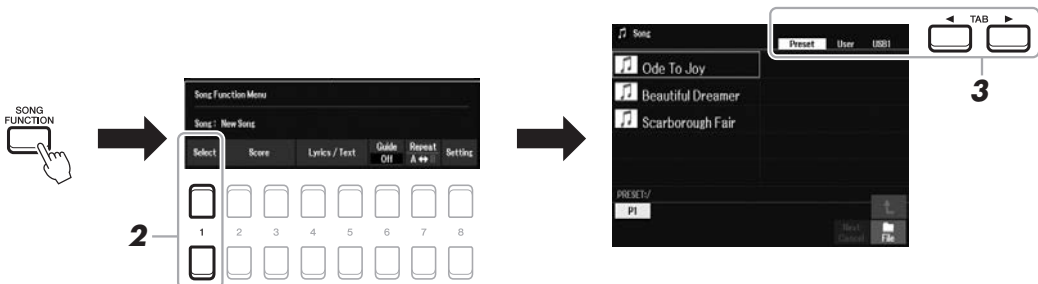 SONG
FUNCTION
Song Function Menu
Song : New Song
Select Score Lyrics / Text Guide Off Repeat A ↔ Setting
1 2 3 4 5 6 7 8
2
Song
Preset User USB1
◄ TAB ►
3
Ode To Joy
Beautiful Dreamer
Scarborough Fair
PRESET:/
P1
Next
Cancel
File